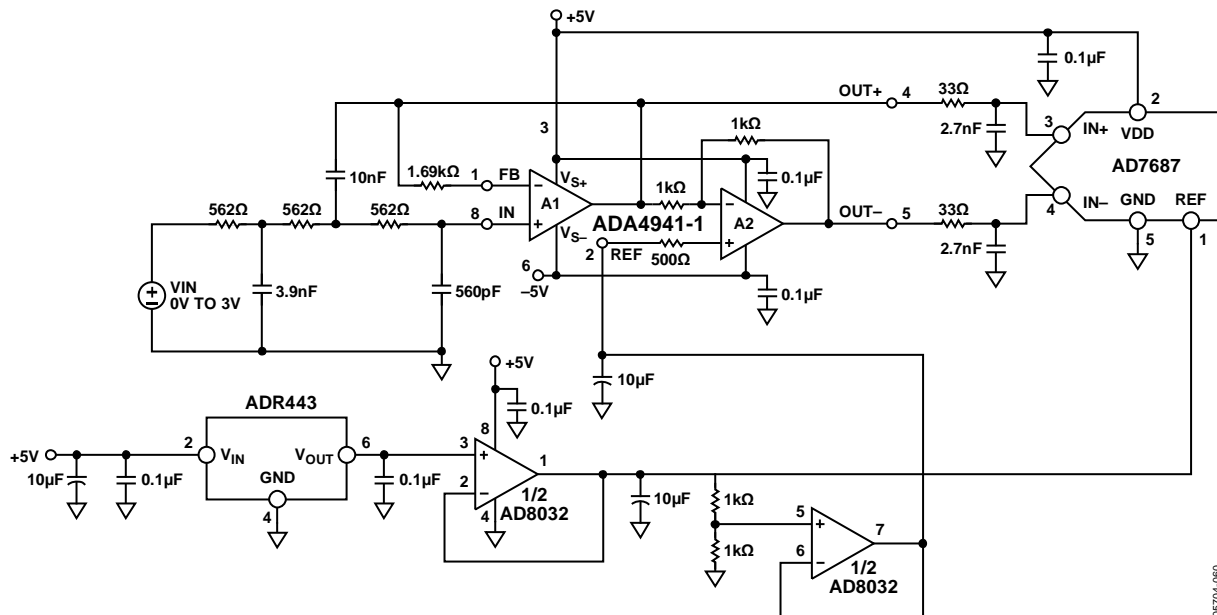 +5V
0.1µF
OUT+ 4
33Ω
2
3
1kΩ
2.7nF
3
IN+
VDD
10nF
1.69kΩ
1
FB
VS+
0.1µF
AD7687
562Ω
562Ω
562Ω
8
IN
A1
1kΩ
ADA4941-1
A2
OUT–
5
33Ω
4
IN–
GND
REF
VS–
2
REF
500Ω
2.7nF
5
1
6
–5V
VIN
0V TO 3V
3.9nF
560pF
0.1µF
+5V
10µF
ADR443
0.1µF
8
+5V
2
VIN
VOUT
6
3
1
10µF
0.1µF
GND
0.1µF
2
1/2
AD8032
10µF
1kΩ
4
4
5
7
1kΩ
6
1/2
AD8032
05704-060